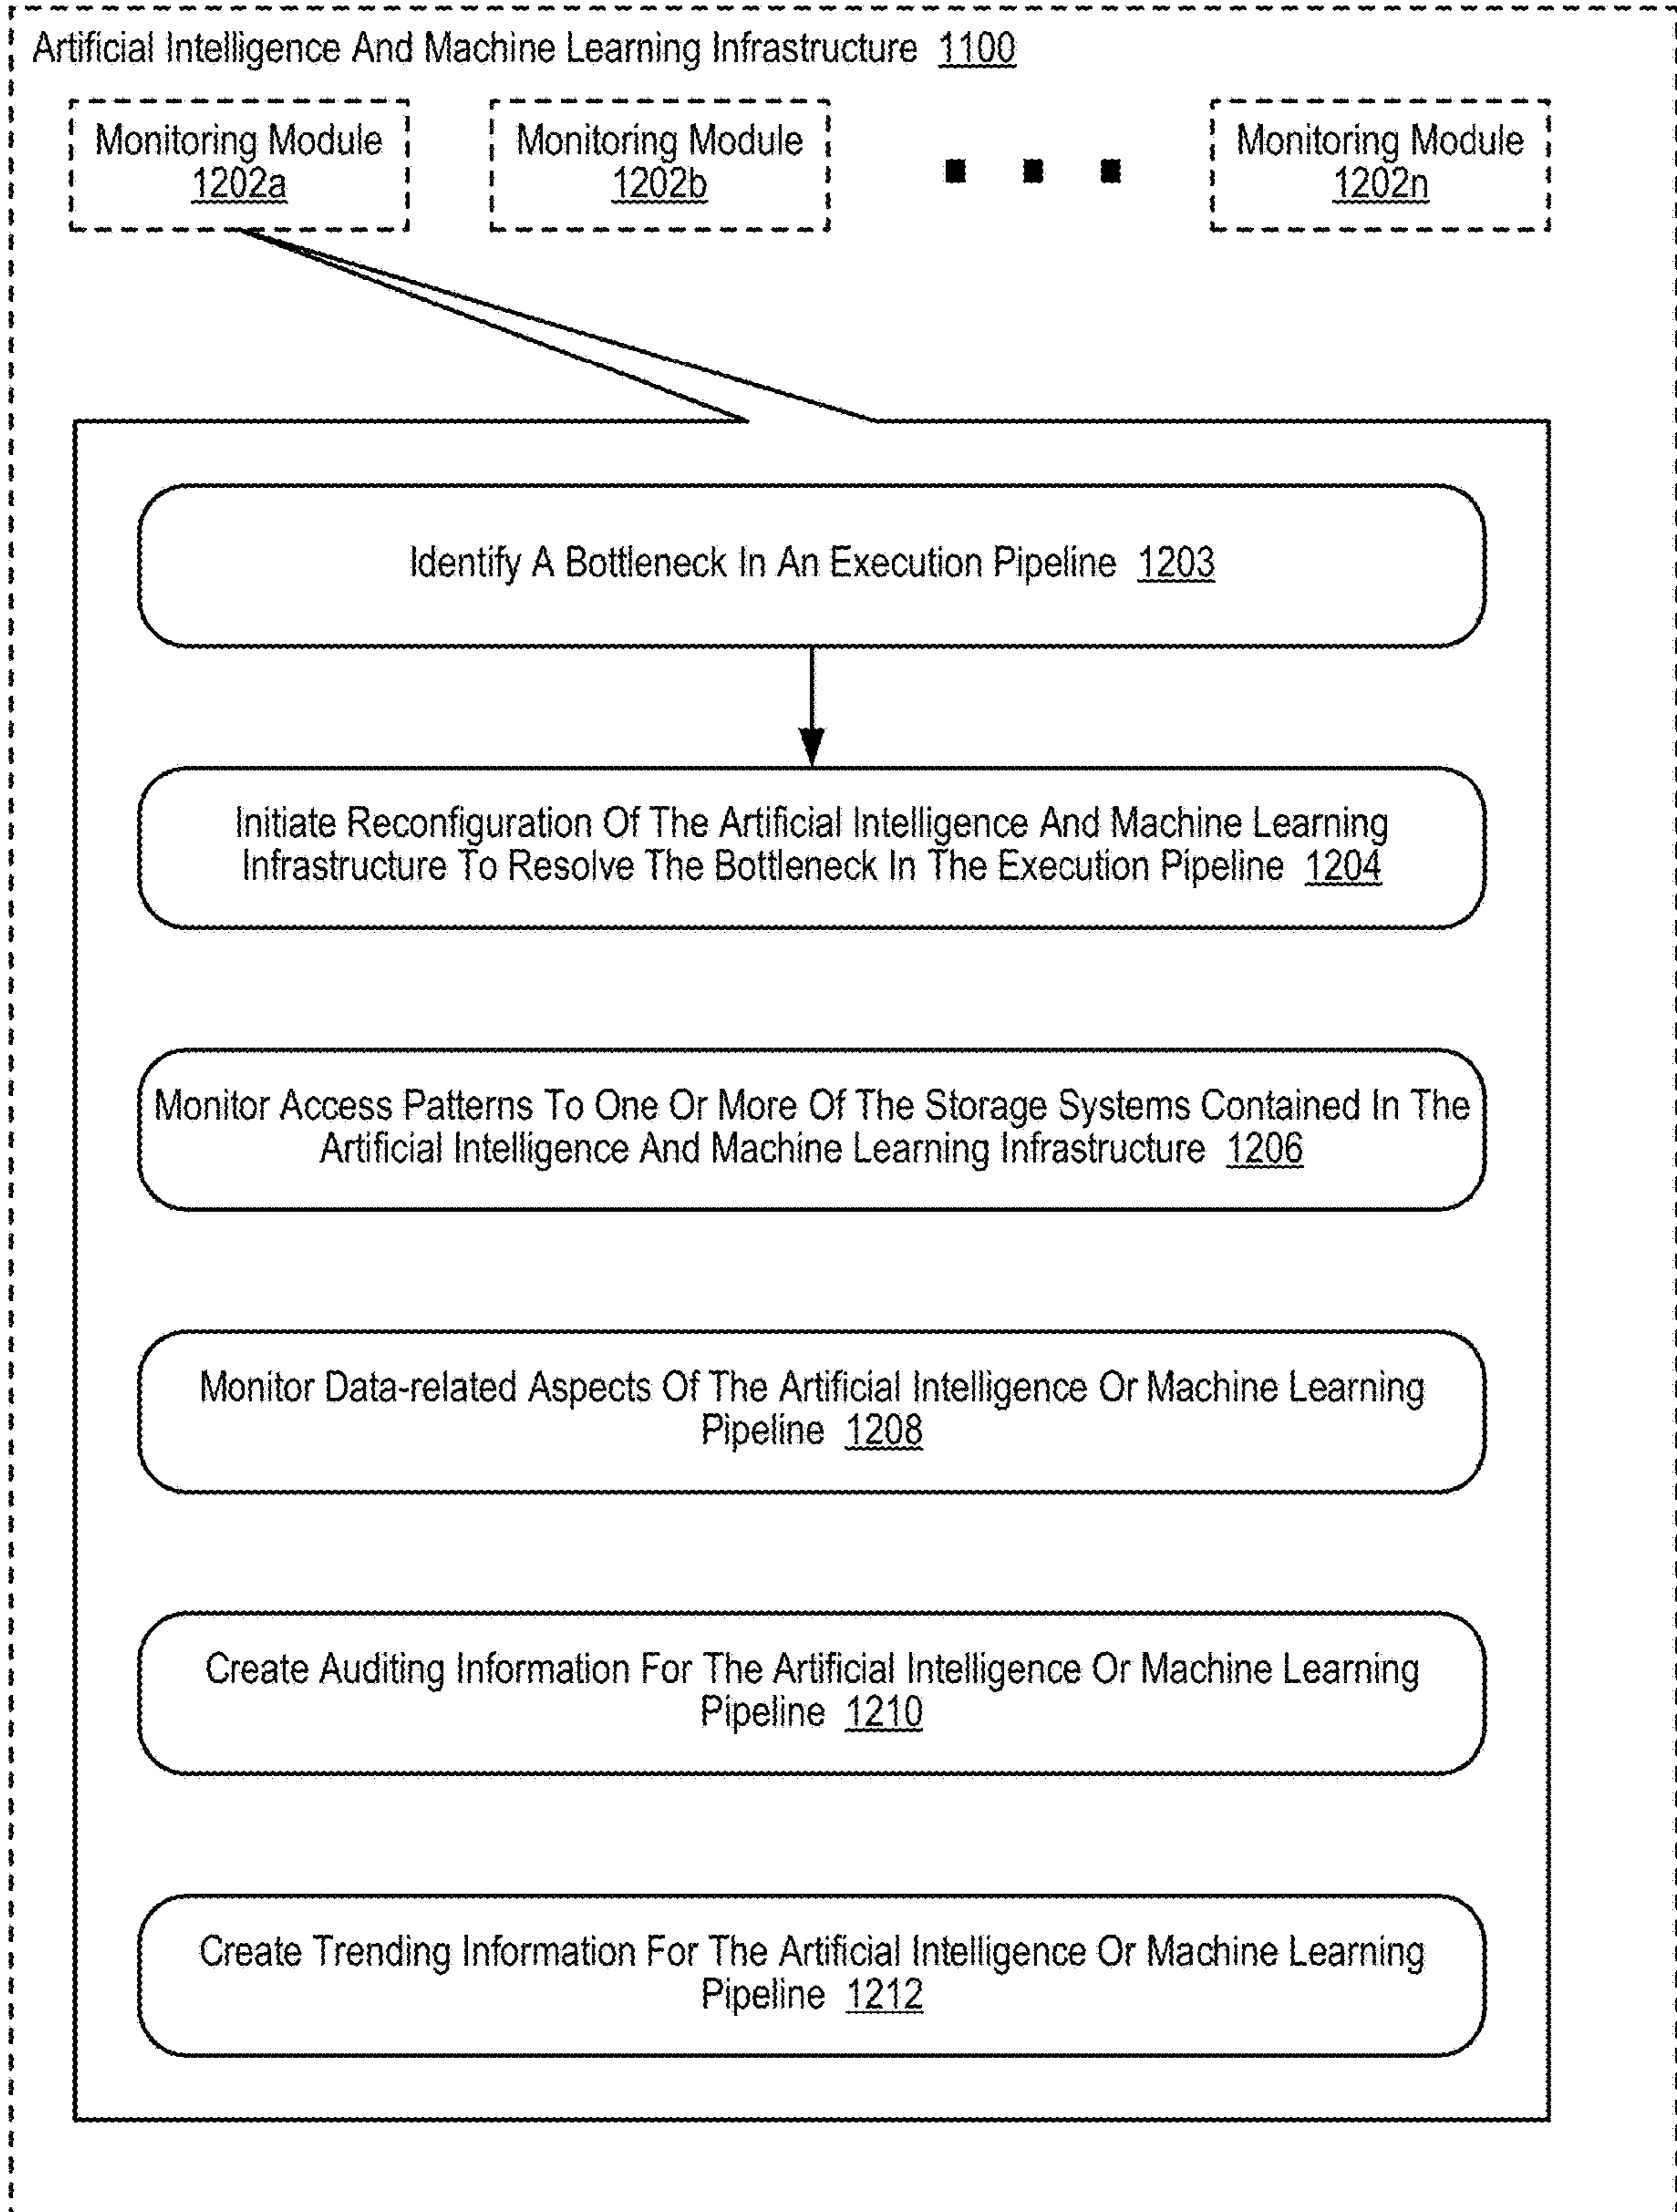 Artificial Intelligence And Machine Learning Infrastructure 1100
Monitoring Module
1202a
Monitoring Module
1202b
Monitoring Module
1202n
Identify A Bottleneck In An Execution Pipeline 1203
Initiate Reconfiguration Of The Artificial Intelligence And Machine Learning
Infrastructure To Resolve The Bottleneck In The Execution Pipeline 1204
Monitor Access Patterns To One Or More Of The Storage Systems Contained In The
Artificial Intelligence And Machine Learning Infrastructure 1206
Monitor Data-related Aspects Of The Artificial Intelligence Or Machine Learning
Pipeline 1208
Create Auditing Information For The Artificial Intelligence Or Machine Learning
Pipeline 1210
Create Trending Information For The Artificial Intelligence Or Machine Learning
Pipeline 1212